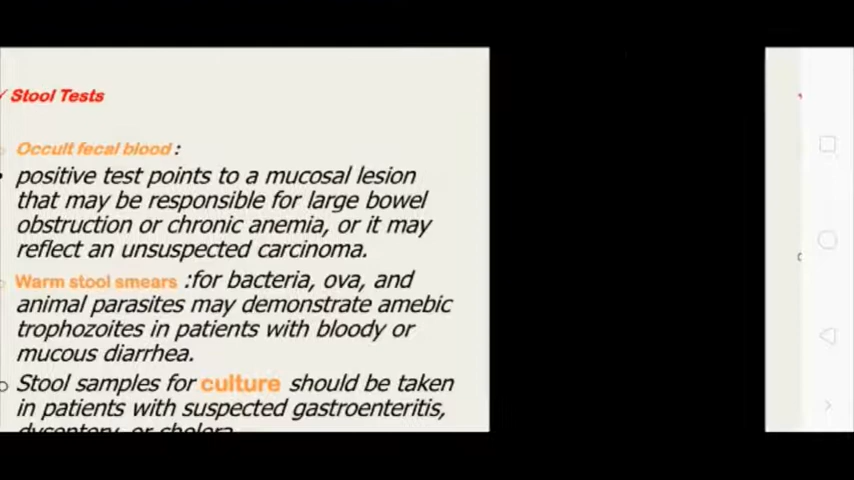 ✓ Stool Tests
○ Occult fecal blood :
• positive test points to a mucosal lesion
that may be responsible for large bowel
obstruction or chronic anemia, or it may
reflect an unsuspected carcinoma.
○ Warm stool smears :for bacteria, ova, and
animal parasites may demonstrate amebic
trophozoites in patients with bloody or
mucous diarrhea.
○ Stool samples for culture should be taken
in patients with suspected gastroenteritis,
dysentery, or cholera